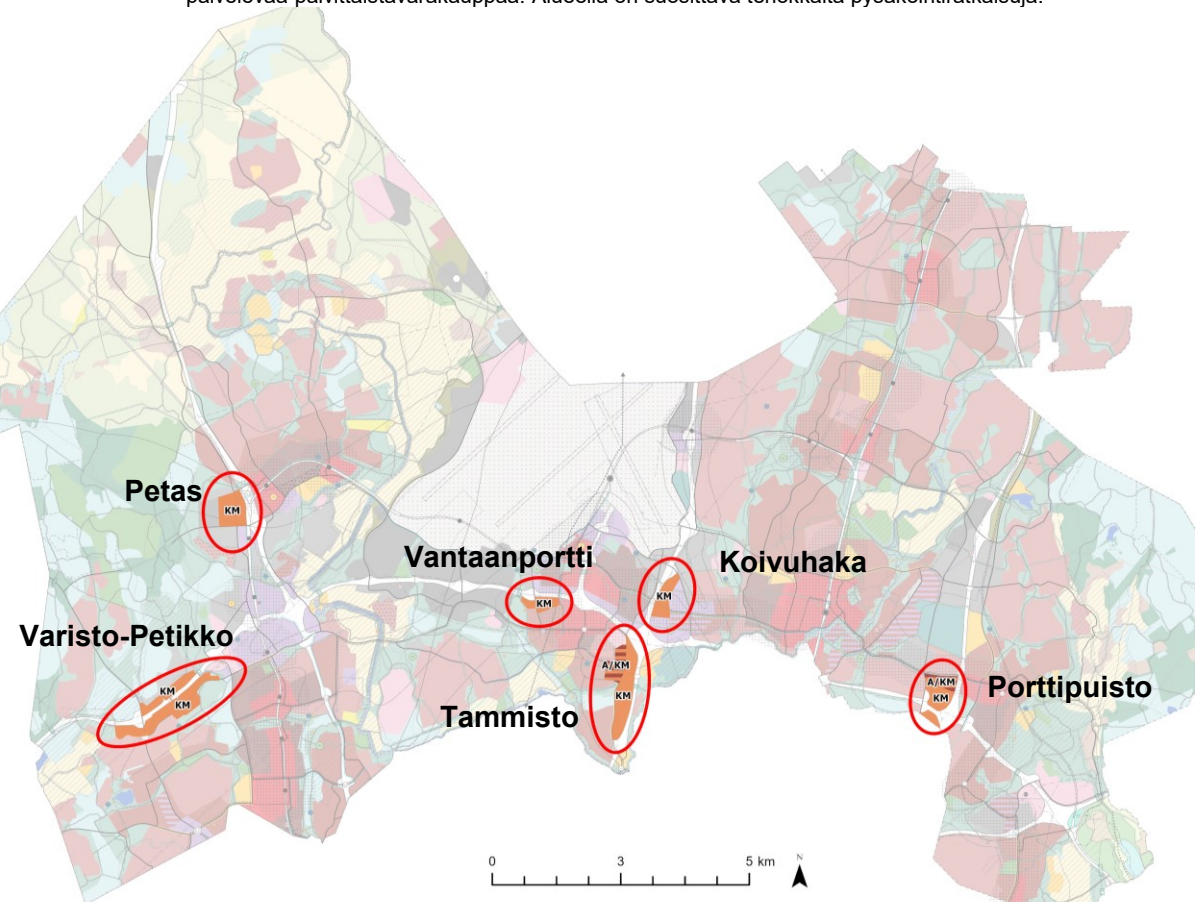 palvelevaa päivittäistavarakauppaa. Alueella on suosittava tehokkaita pysäköintiratkaisuja.
Petas
KM
Vantaanportti
KM
Koivuhaka
KM
Varisto-Petikko
KM
KM
A/KM
KM
Tammisto
A/KM
KM
Porttipuisto
0 3 5 km
N